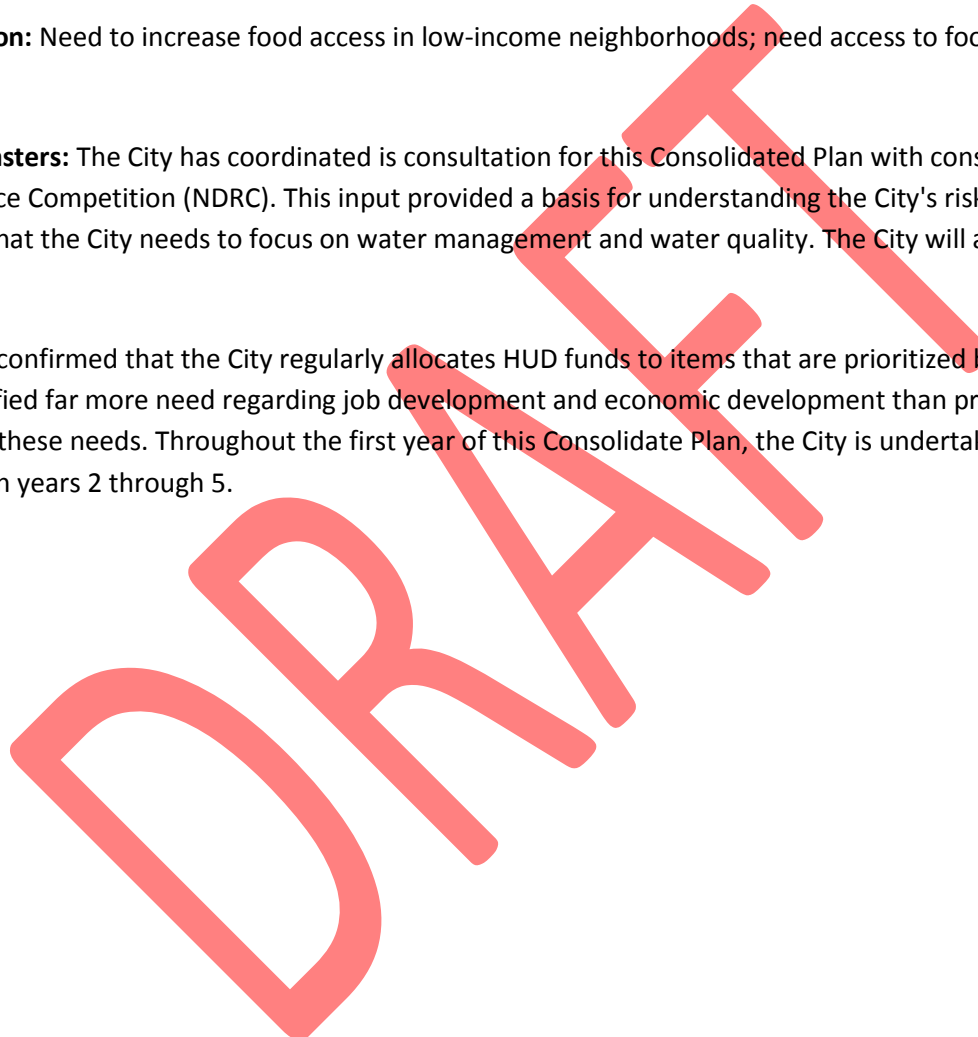 on: Need to increase food access in low-income neighborhoods; need access to foo
sters: The City has coordinated is consultation for this Consolidated Plan with cons
ce Competition (NDRC). This input provided a basis for understanding the City's risk
hat the City needs to focus on water management and water quality. The City will a
confirmed that the City regularly allocates HUD funds to items that are prioritized b
fied far more need regarding job development and economic development than pr
these needs. Throughout the first year of this Consolidate Plan, the City is undertak
n years 2 through 5.
DRAFT